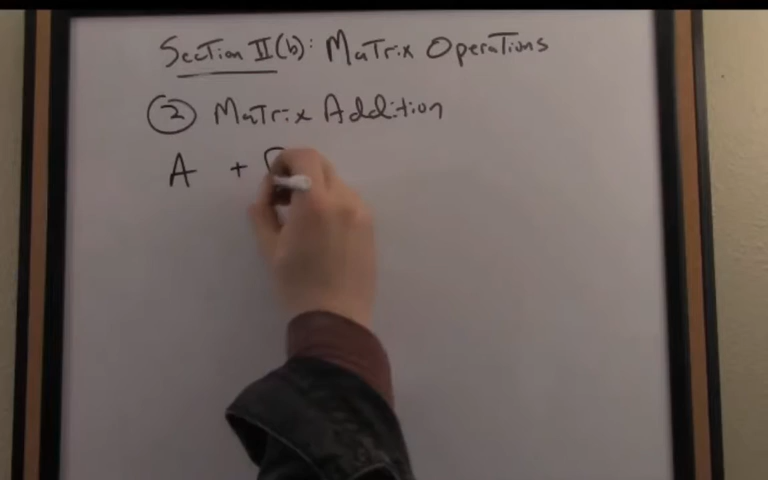 Section II(b): Matrix Operations
② Matrix Addition
A +